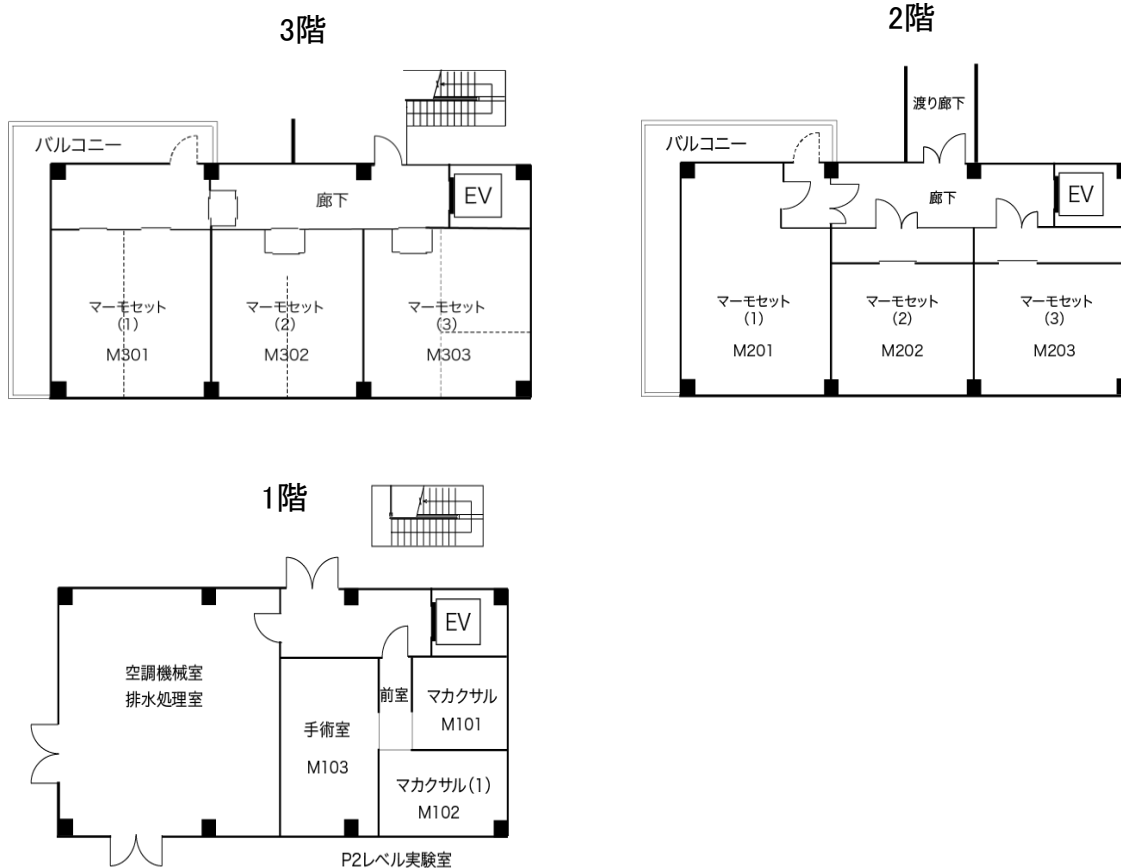 3階
バルコニー
廊下
EV
マーモセット
(1)
M301
マーモセット
(2)
M302
マーモセット
(3)
M303
2階
渡り廊下
バルコニー
廊下
EV
マーモセット
(1)
M201
マーモセット
(2)
M202
マーモセット
(3)
M203
1階
EV
空調機械室
排水処理室
前室
マカクサル
M101
手術室
M103
マカクサル(1)
M102
P2レベル実験室